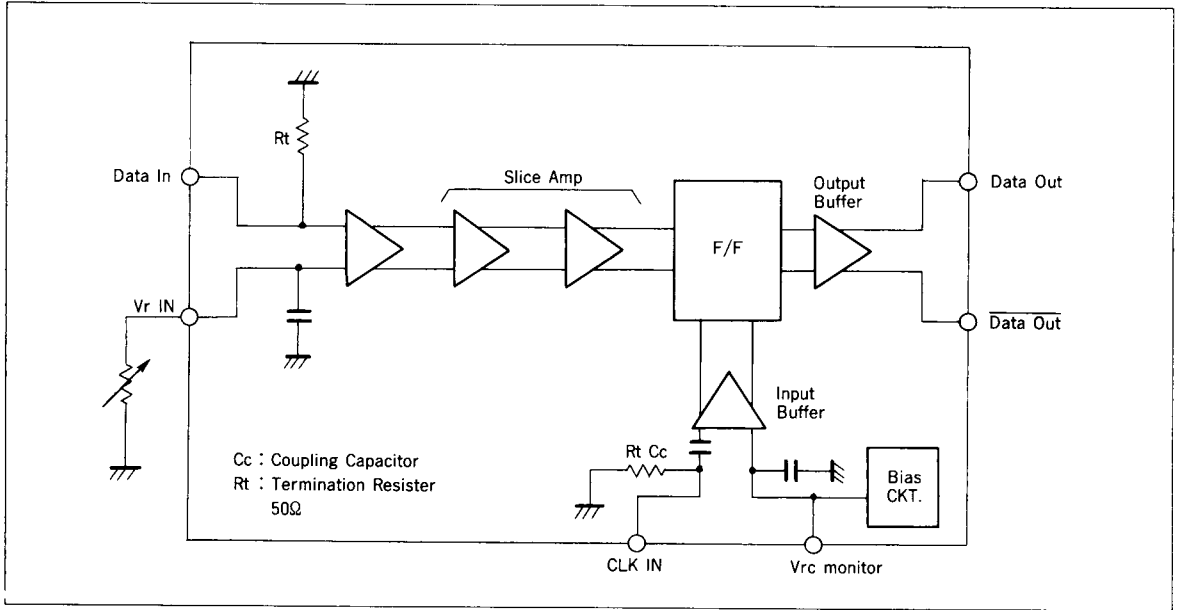 Rt
Data In
Slice Amp
Output
Buffer
Data Out
F/F
Vr IN
Data Out
Input
Buffer
Cc : Coupling Capacitor
Rt : Termination Resister
50Ω
Rt Cc
Bias
CKT.
CLK IN
Vrc monitor